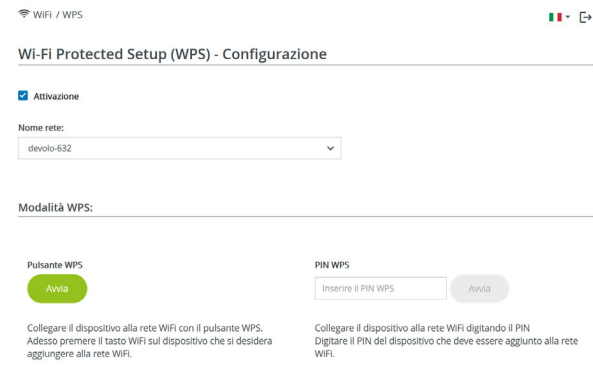 WiFi / WPS
Wi-Fi Protected Setup (WPS) - Configurazione
Attivazione
Nome rete:
devolo-632
Modalità WPS:
Pulsante WPS
Avvia
Collegare il dispositivo alla rete WiFi con il pulsante WPS.
Adesso premere il tasto WiFi sul dispositivo che si desidera
aggiungere alla rete WiFi.
PIN WPS
Inserire il PIN WPS
Avvia
Collegare il dispositivo alla rete WiFi digitando il PIN
Digitare il PIN del dispositivo che deve essere aggiunto alla rete
WiFi.